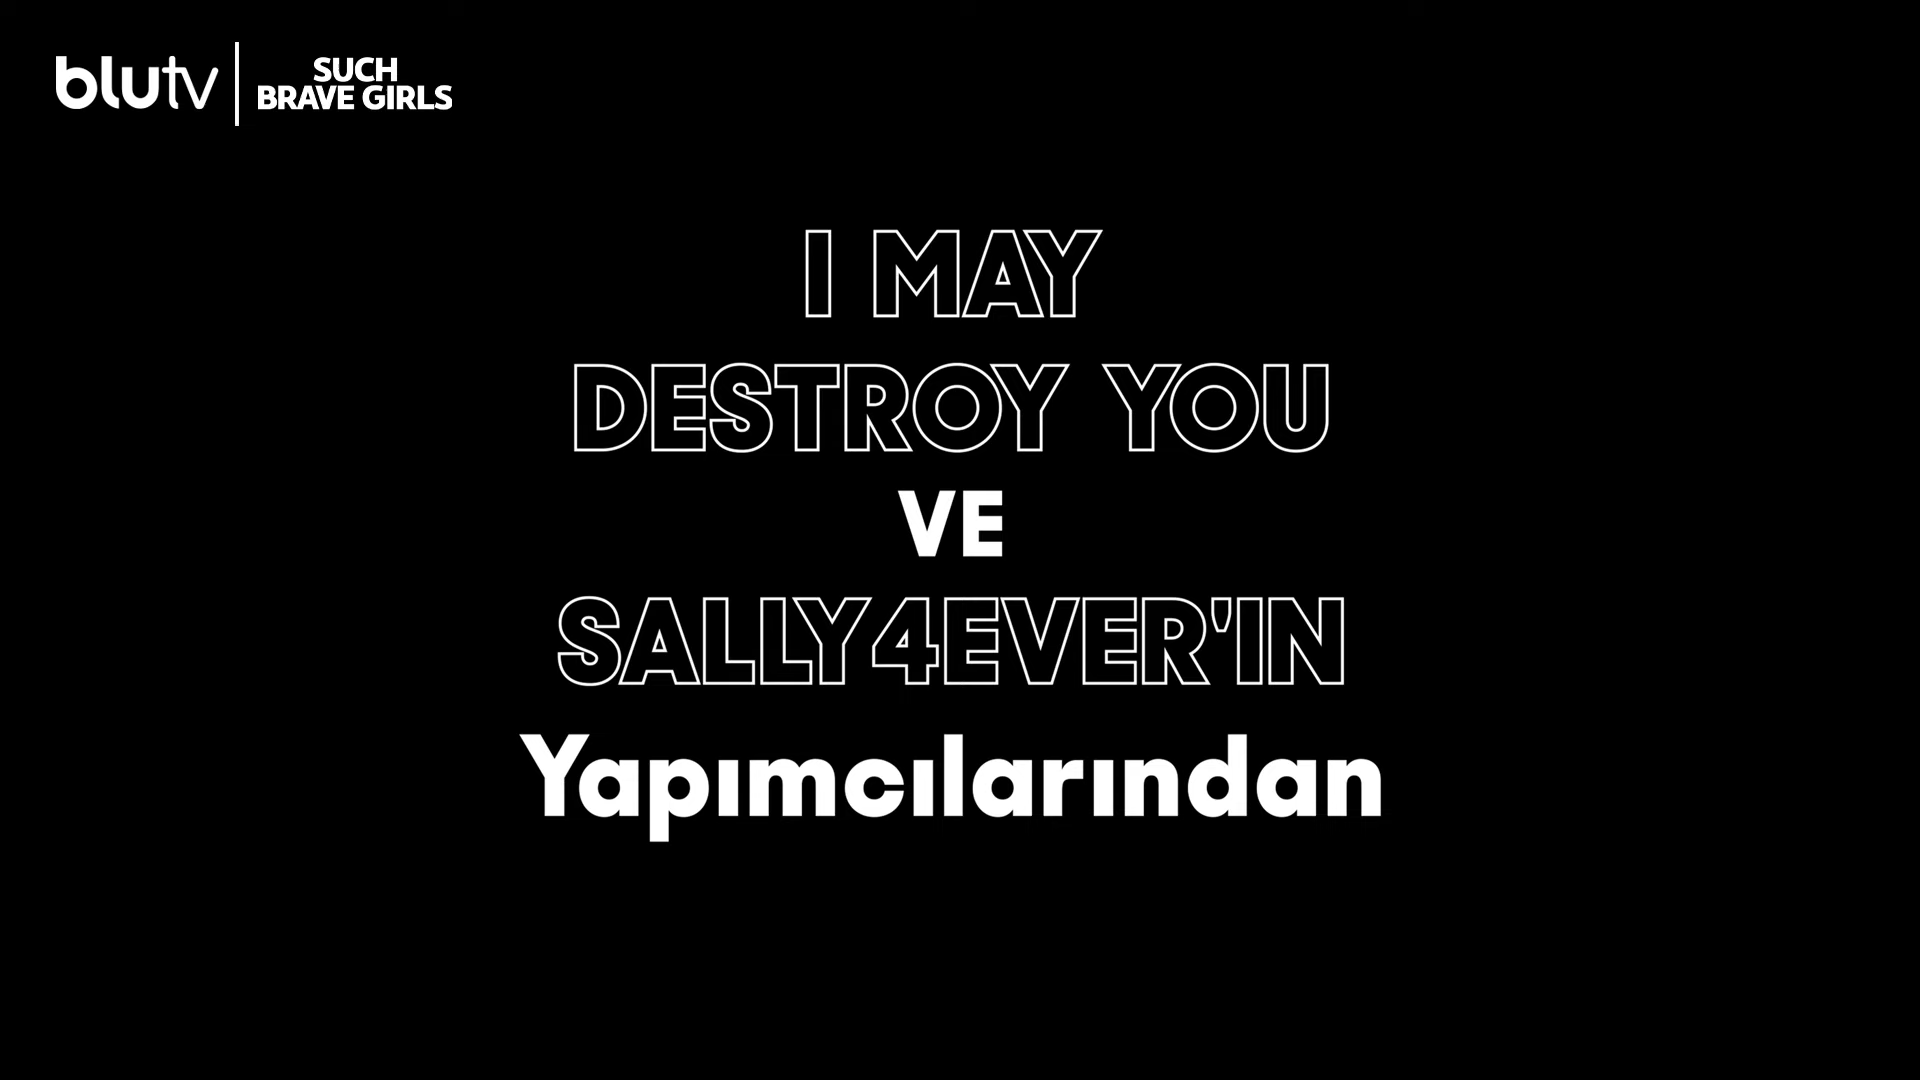 blutv
SUCH
BRAVE GIRLS
I MAY
DESTROY YOU
VE
SALLY4EVER'IN
Yapımcılarından